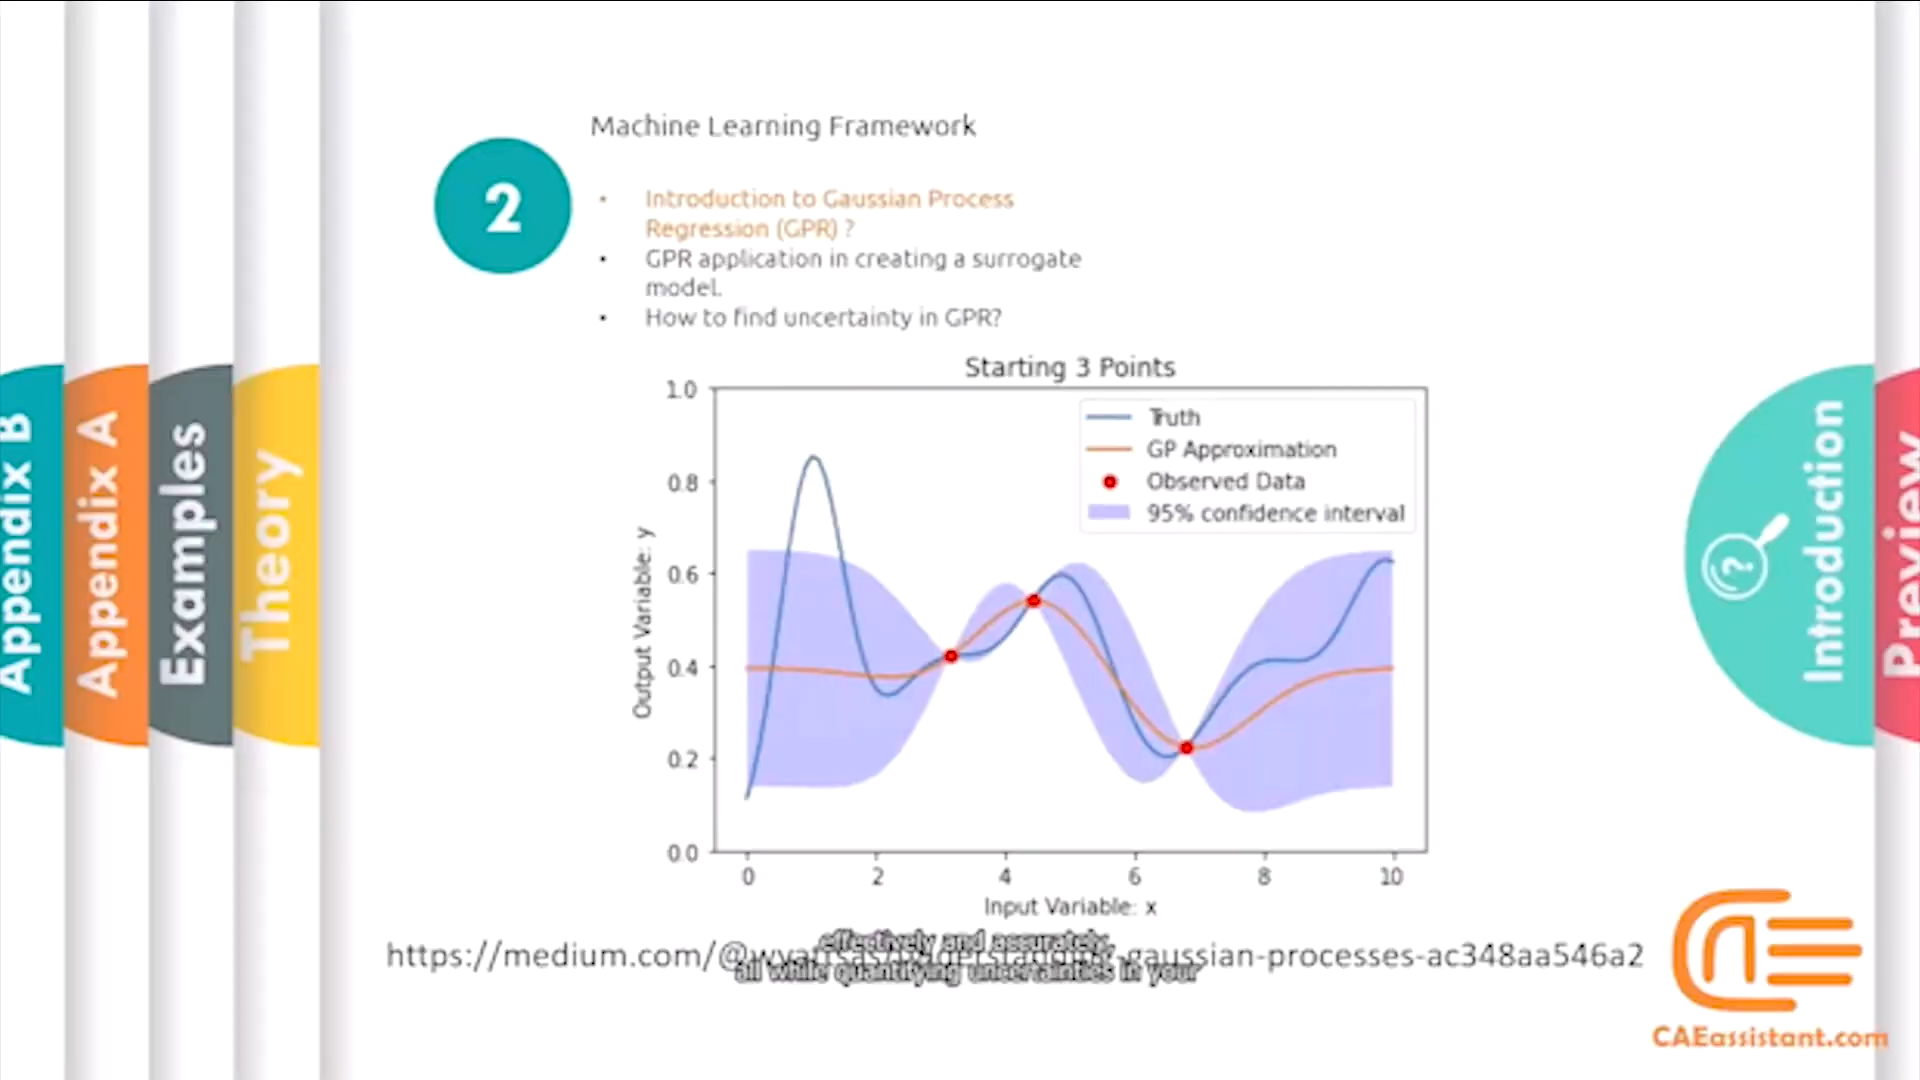 Machine Learning Framework
2
• Introduction to Gaussian Process
Regression (GPR) ?
• GPR application in creating a surrogate
model.
• How to find uncertainty in GPR?
Appendix B
Appendix A
Examples
Theory
Introduction
?
Preview
Starting 3 Points
Truth
GP Approximation
Observed Data
95% confidence interval
Output Variable: y
1.0
0.8
0.6
0.4
0.2
0.0
0 2 4 6 8 10
Input Variable: x
effectively and accurately,
https://medium.com/@ gaussian-processes-ac348aa546a2
all while quantifying uncertainties in your
CAEassistant.com